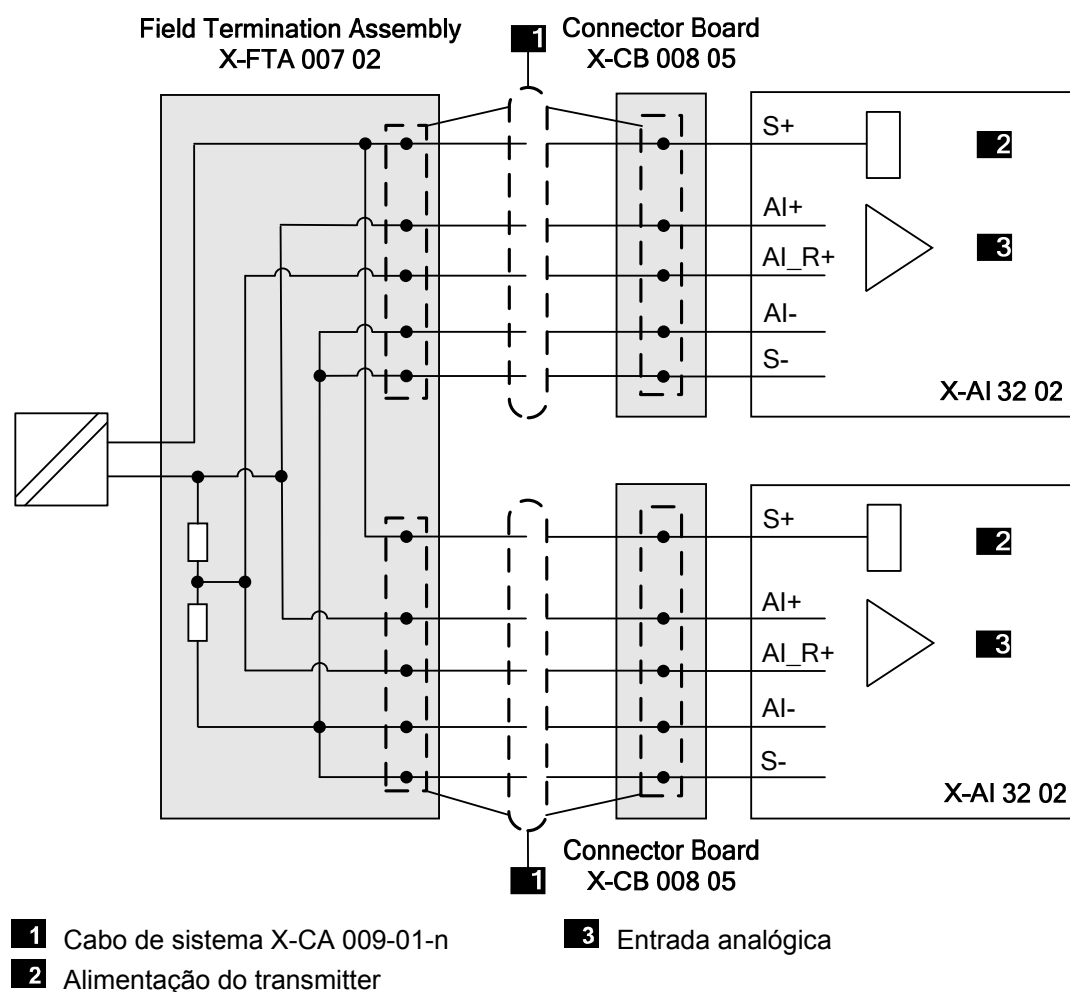 Field Termination Assembly
X-FTA 007 02
1
Connector Board
X-CB 008 05
S+
2
AI+
3
AI_R+
AI-
S-
X-AI 32 02
S+
2
AI+
3
AI_R+
AI-
S-
X-AI 32 02
1
Connector Board
X-CB 008 05
1 Cabo de sistema X-CA 009-01-n
3 Entrada analógica
2 Alimentação do transmitter